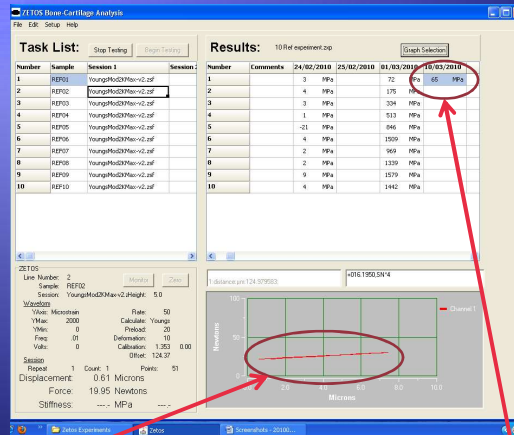 ZETOS Bone-Cartilage Analysis
File Edit Setup Help
Task List: Stop Testing Begin Testing
Results: 10 Ref experiment.zxp Graph Selection
Number Sample Session 1 Session 2
1 REF01 YoungsMod2KMax-v2.zsf
2 REF02 YoungsMod2KMax-v2.zsf
3 REF03 YoungsMod2KMax-v2.zsf
4 REF04 YoungsMod2KMax-v2.zsf
5 REF05 YoungsMod2KMax-v2.zsf
6 REF06 YoungsMod2KMax-v2.zsf
7 REF07 YoungsMod2KMax-v2.zsf
8 REF08 YoungsMod2KMax-v2.zsf
9 REF09 YoungsMod2KMax-v2.zsf
10 REF10 YoungsMod2KMax-v2.zsf
Number Comments 24/02/2010 25/02/2010 01/03/2010 10/03/2010
1 3 MPa 72 MPa 65 MPa
2 4 MPa 175 MPa
3 3 MPa 334 MPa
4 1 MPa 513 MPa
5 -21 MPa 846 MPa
6 4 MPa 1509 MPa
7 2 MPa 969 MPa
8 2 MPa 1339 MPa
9 9 MPa 1579 MPa
10 4 MPa 1442 MPa
ZETOS
Line Number: 2 Monitor Zero
Sample: REF02
Session: YoungsMod2KMax-v2.z Height: 5.0
Waveform
YAxis: Microstrain Rate: 50
YMax: 2000 Calculate: Youngs
YMin: 0 Preload: 20
Freq: .01 Deformation: 10
Volts: 0 Calibration: 1.353 0.00
Offset: 124.37
Session
Repeat 1 Count: 1 Points: 51
Displacement: 0.61 Microns
Force: 19.95 Newtons
Stiffness: ---.- MPa ---.-
1 distance pm 124.979503
+016.1950,5N*4
100
50
0
Newtons
2.0 4.0 6.0 8.0 10.0
Microns
Channel 1
Zetos Experiments
Zetos
Screenshots - 20100...